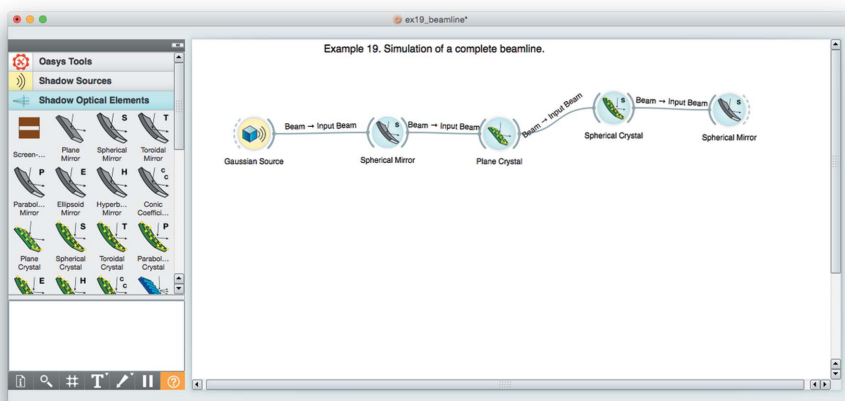 ex19_beamline*
Oasys Tools
Shadow Sources
Shadow Optical Elements
Screen-...
Plane
Mirror
S
Spherical
Mirror
T
Toroidal
Mirror
P
Parabol...
Mirror
E
Ellipsoid
Mirror
H
Hyperb...
Mirror
C
C
Conic
Coeffici...
Plane
Crystal
S
Spherical
Crystal
T
Toroidal
Crystal
P
Parabol...
Crystal
E
H
C
C
T
?
Example 19. Simulation of a complete beamline.
Gaussian Source
Beam → Input Beam
S
Spherical Mirror
Beam → Input Beam
Plane Crystal
Beam → Input Beam
S
Spherical Crystal
Beam → Input Beam
S
Spherical Mirror